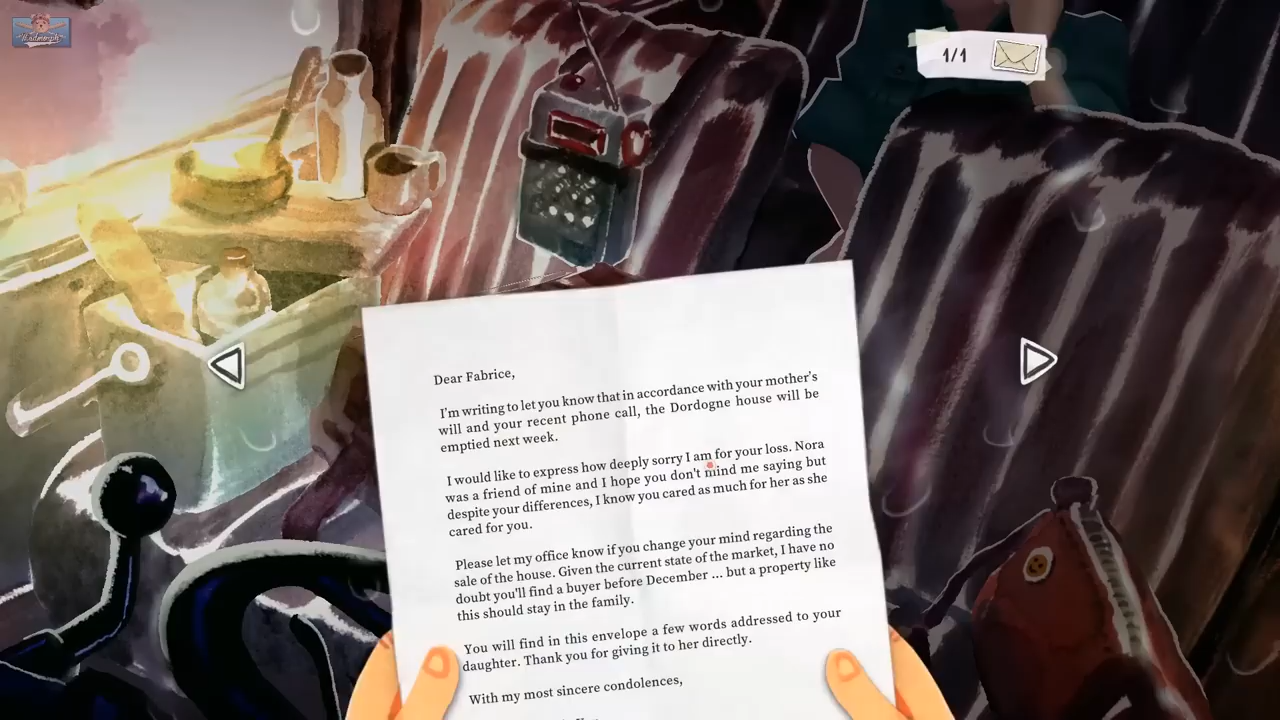 1/1
Dear Fabrice,
I'm writing to let you know that in accordance with your mother's
will and your recent phone call, the Dordogne house will be
emptied next week.
I would like to express how deeply sorry I am for your loss. Nora
was a friend of mine and I hope you don't mind me saying but
despite your differences, I know you cared as much for her as she
cared for you.
Please let my office know if you change your mind regarding the
sale of the house. Given the current state of the market, I have no
doubt you'll find a buyer before December ... but a property like
this should stay in the family.
You will find in this envelope a few words addressed to your
daughter. Thank you for giving it to her directly.
With my most sincere condolences,